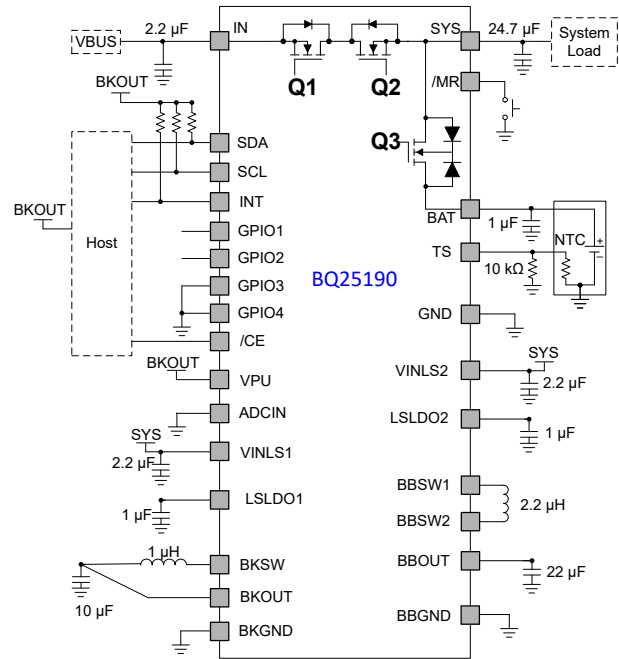 VBUS
2.2 µF
IN
Q1
Q2
SYS
24.7 µF
System
Load
/MR
BKOUT
Q3
SDA
SCL
INT
BKOUT
Host
GPIO1
GPIO2
GPIO3
GPIO4
/CE
BKOUT
VPU
ADCIN
SYS
2.2 µF
VINLS1
1 µF
LSLDO1
1 µH
BKSW
10 µF
BKOUT
BKGND
BQ25190
BAT
1 µF
TS
NTC
+
−
10 kΩ
GND
SYS
VINLS2
2.2 µF
LSLDO2
1 µF
BBSW1
2.2 µH
BBSW2
BBOUT
22 µF
BBGND